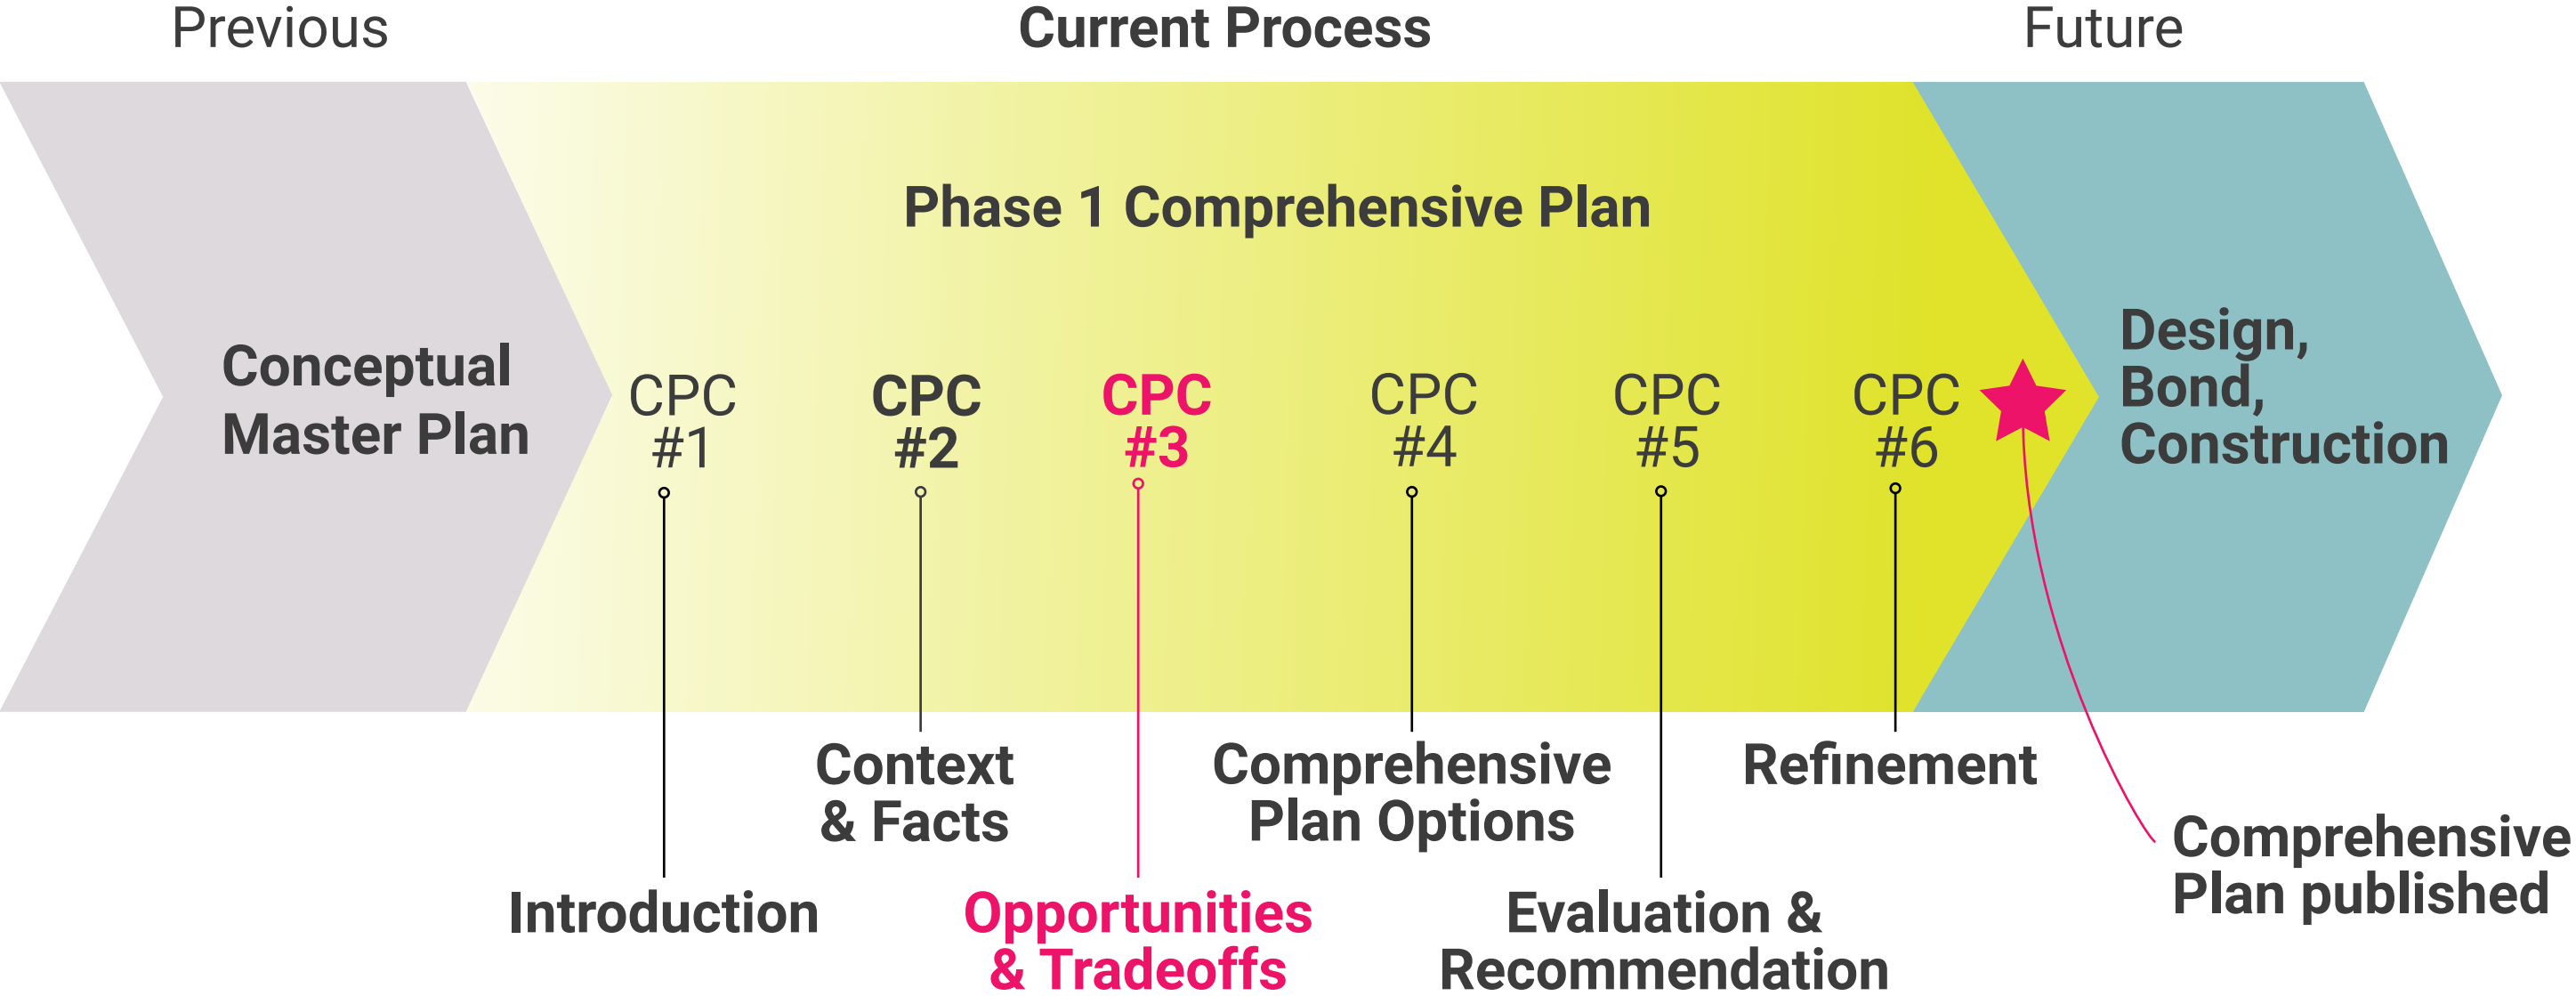 Previous
Current Process
Future
Phase 1 Comprehensive Plan
Conceptual
Master Plan
CPC
#1
CPC
#2
CPC
#3
CPC
#4
CPC
#5
CPC
#6
Design,
Bond,
Construction
Introduction
Context
& Facts
Opportunities
& Tradeoffs
Comprehensive
Plan Options
Evaluation &
Recommendation
Refinement
Comprehensive
Plan published